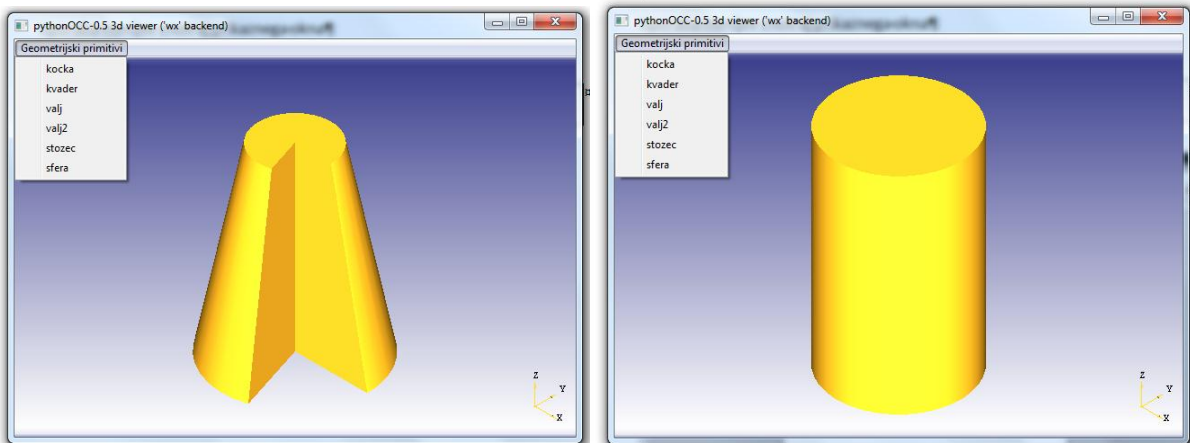 pythonOCC-0.5 3d viewer ('wx' backend)
Geometrijski primitivi
kocka
kvader
valj
valj2
stozec
sfera
Z
Y
X
pythonOCC-0.5 3d viewer ('wx' backend)
Geometrijski primitivi
kocka
kvader
valj
valj2
stozec
sfera
Z
Y
X